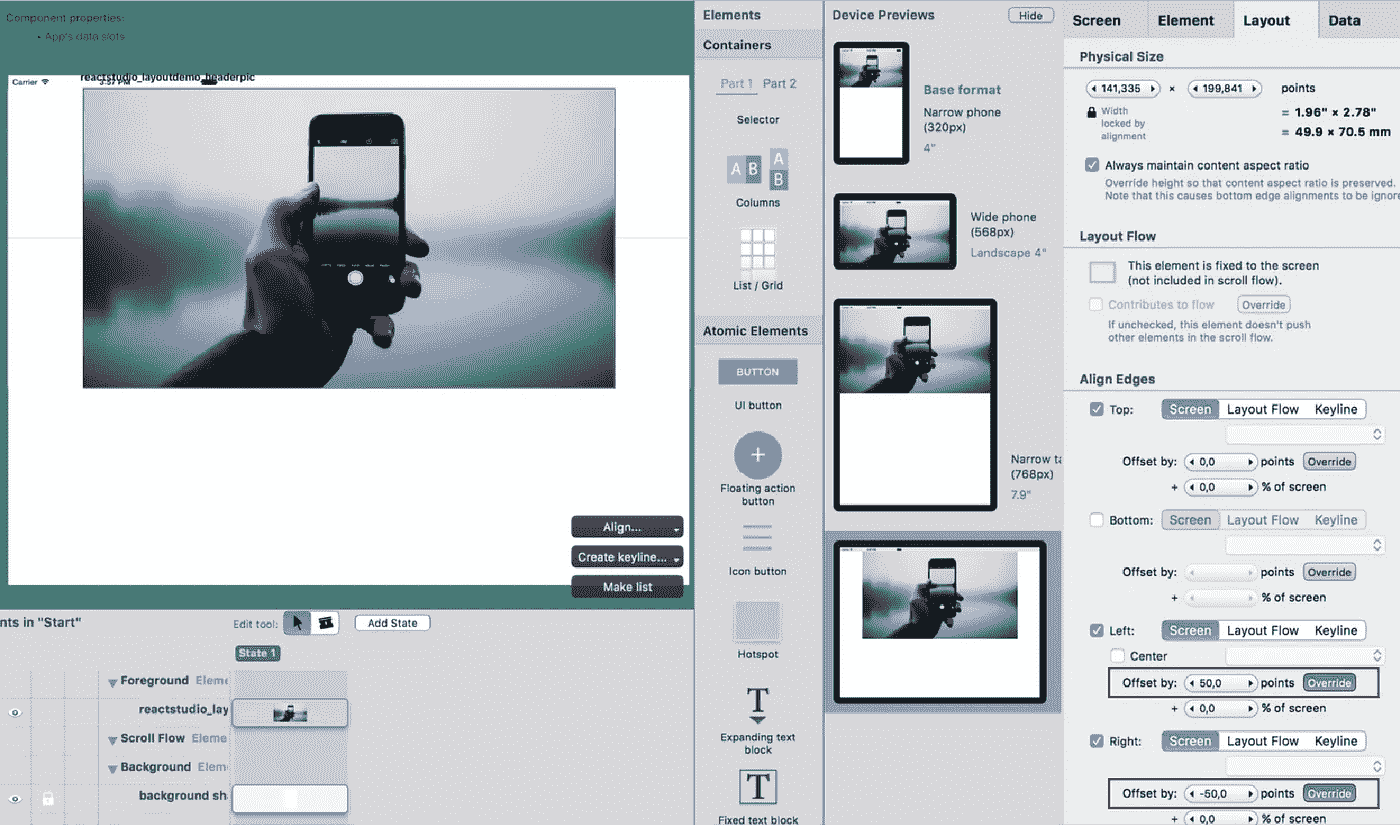 Component properties:
• App's data slots
Carrier
3:57 PM
reactstudio_layoutdemo_headerpic
Align...
Create keyline...
Make list
nts in "Start"
Edit tool:
Add State
State 1
Foreground Eleme
reactstudio_lay
Scroll Flow Eleme
Background Elem
background sh
Elements
Containers
Part 1 Part 2
Selector
A B
A
B
Columns
List / Grid
Atomic Elements
BUTTON
UI button
+
Floating action
button
Icon button
Hotspot
T
Expanding text
block
T
Fixed text block
Device Previews
Hide
Base format
Narrow phone
(320px)
4"
Wide phone
(568px)
Landscape 4"
Narrow ta
(768px)
7.9"
Screen Element Layout Data
Physical Size
141,335 × 199,841 points
Width
locked by
alignment
= 1.96" × 2.78"
= 49.9 × 70.5 mm
Always maintain content aspect ratio
Override height so that content aspect ratio is preserved.
Note that this causes bottom edge alignments to be ignore
Layout Flow
This element is fixed to the screen
(not included in scroll flow).
Contributes to flow Override
If unchecked, this element doesn't push
other elements in the scroll flow.
Align Edges
Top: Screen Layout Flow Keyline
Offset by: 0,0 points Override
+ 0,0 % of screen
Bottom: Screen Layout Flow Keyline
Offset by: points Override
+ % of screen
Left: Screen Layout Flow Keyline
Center
Offset by: 50,0 points Override
+ 0,0 % of screen
Right: Screen Layout Flow Keyline
Offset by: -50,0 points Override
+ 0,0 % of screen